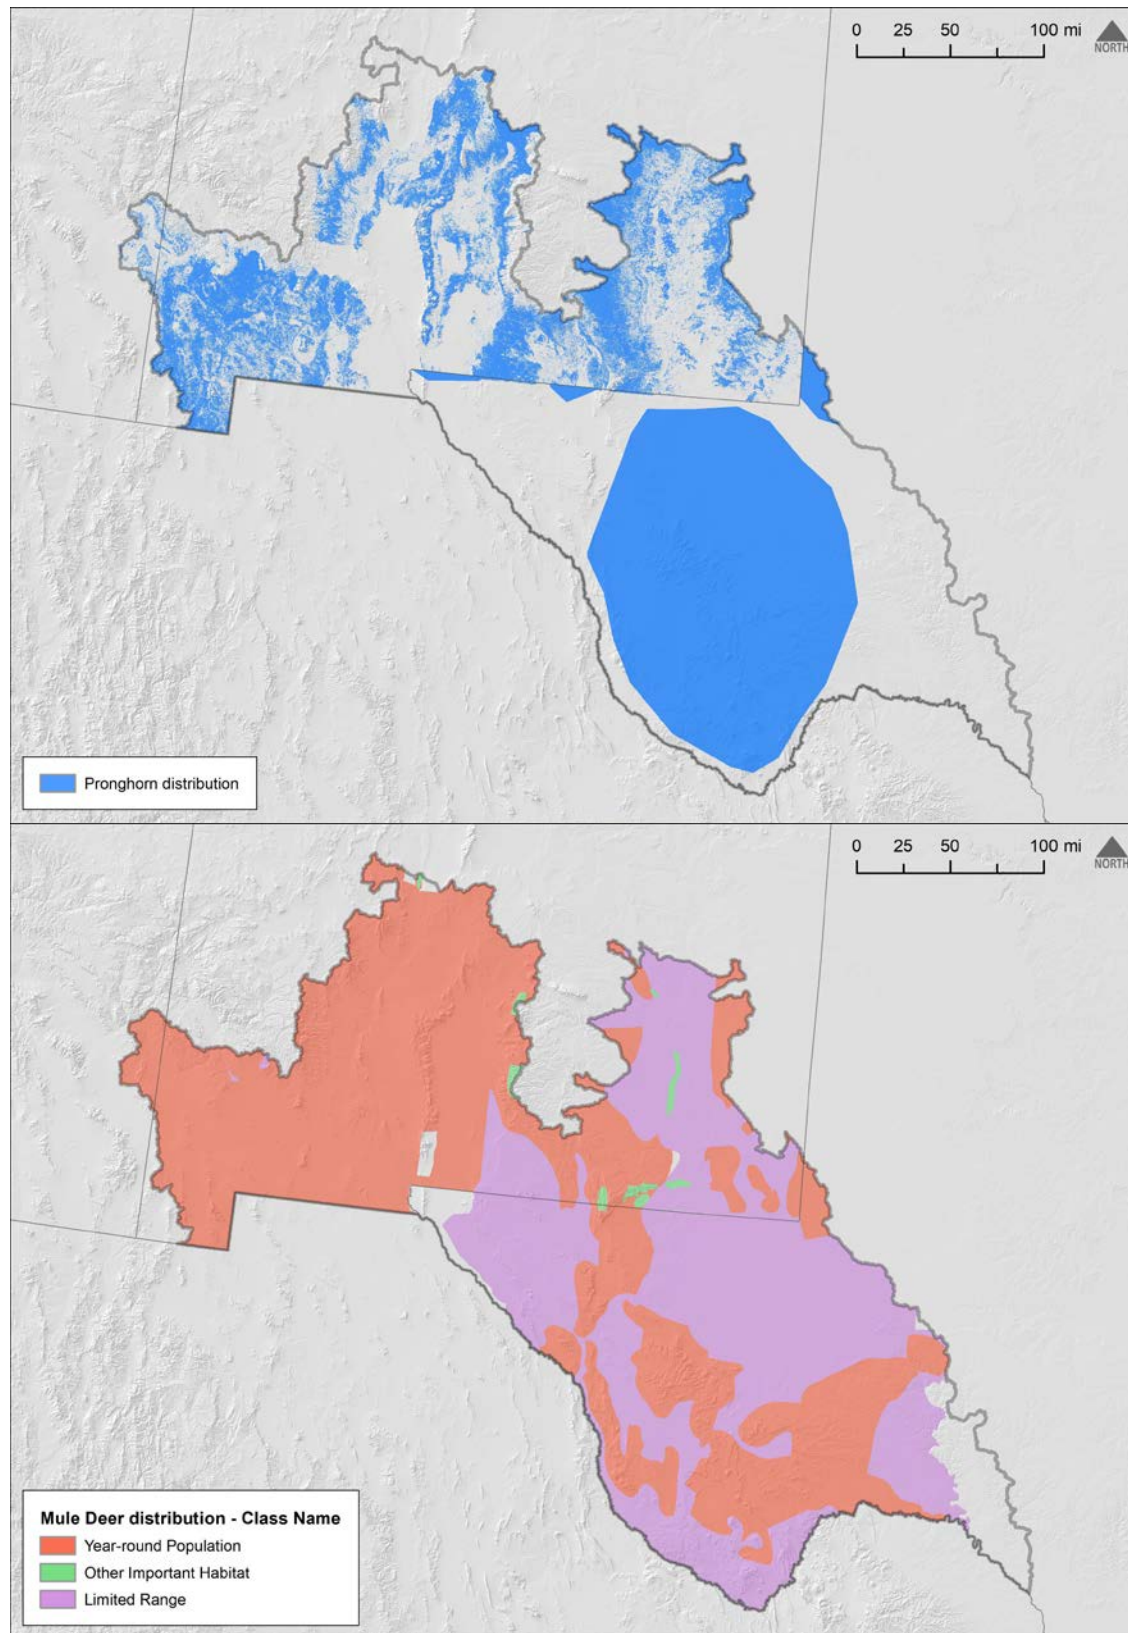 0 25 50 100 mi
NORTH
Pronghorn distribution
0 25 50 100 mi
NORTH
Mule Deer distribution - Class Name
Year-round Population
Other Important Habitat
Limited Range